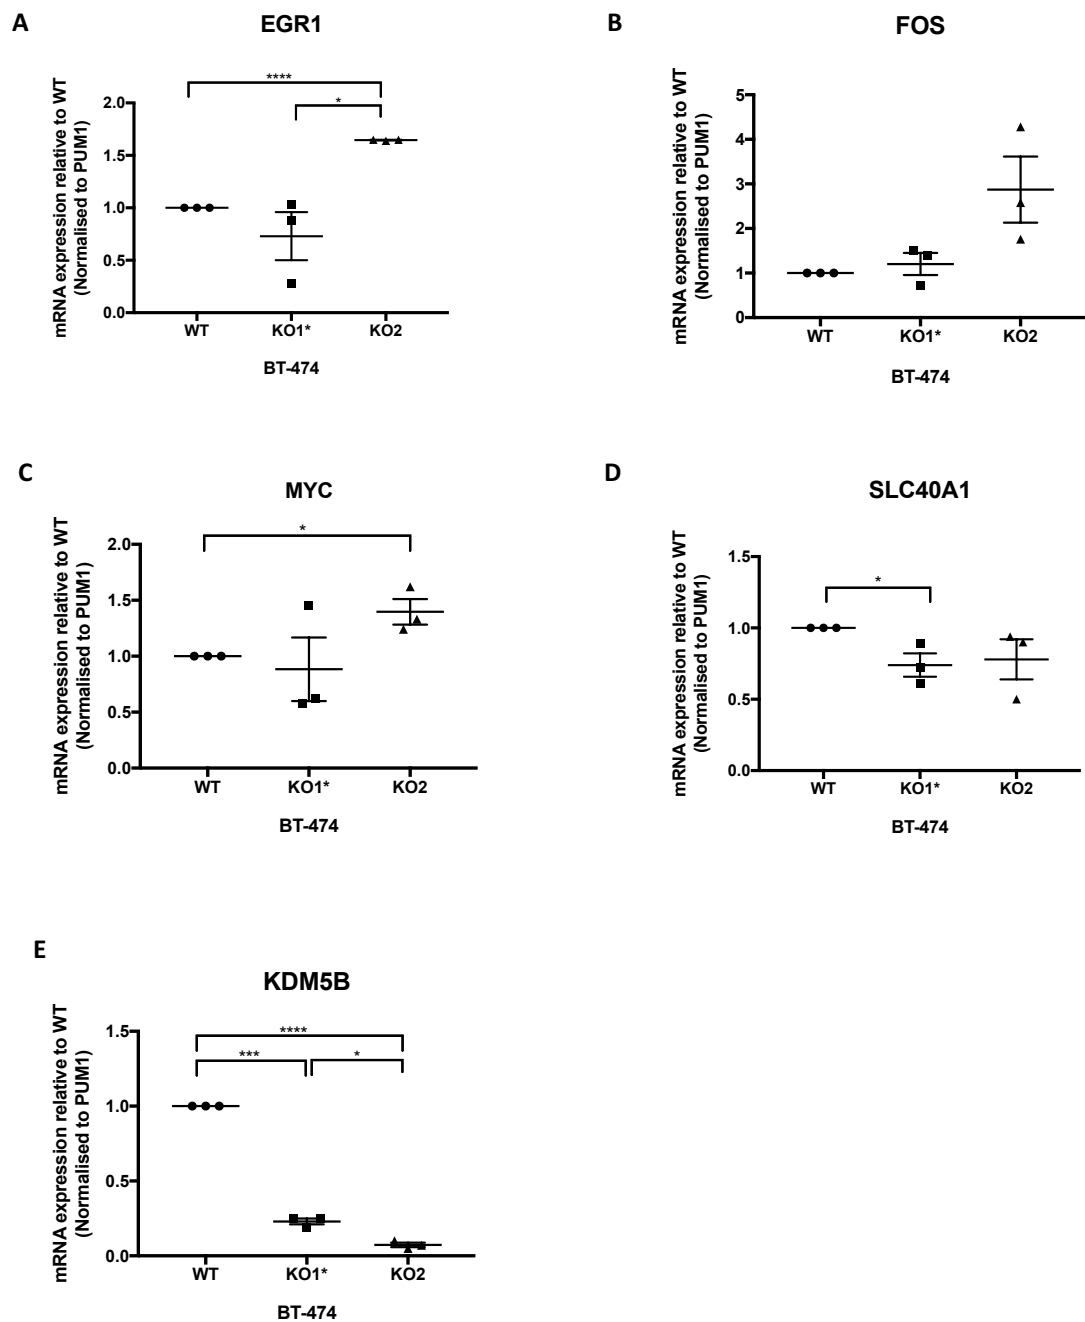 A
EGR1
mRNA expression relative to WT
(Normalised to PUM1)
2.0
1.5
1.0
0.5
0.0
****
*
WT
KO1*
KO2
BT-474
B
FOS
mRNA expression relative to WT
(Normalised to PUM1)
5
4
3
2
1
0
WT
KO1*
KO2
BT-474
C
MYC
mRNA expression relative to WT
(Normalised to PUM1)
2.0
1.5
1.0
0.5
0.0
*
WT
KO1*
KO2
BT-474
D
SLC40A1
mRNA expression relative to WT
(Normalised to PUM1)
1.5
1.0
0.5
0.0
*
WT
KO1*
KO2
BT-474
E
KDM5B
mRNA expression relative to WT
(Normalised to PUM1)
1.5
1.0
0.5
0.0
****
***
*
WT
KO1*
KO2
BT-474